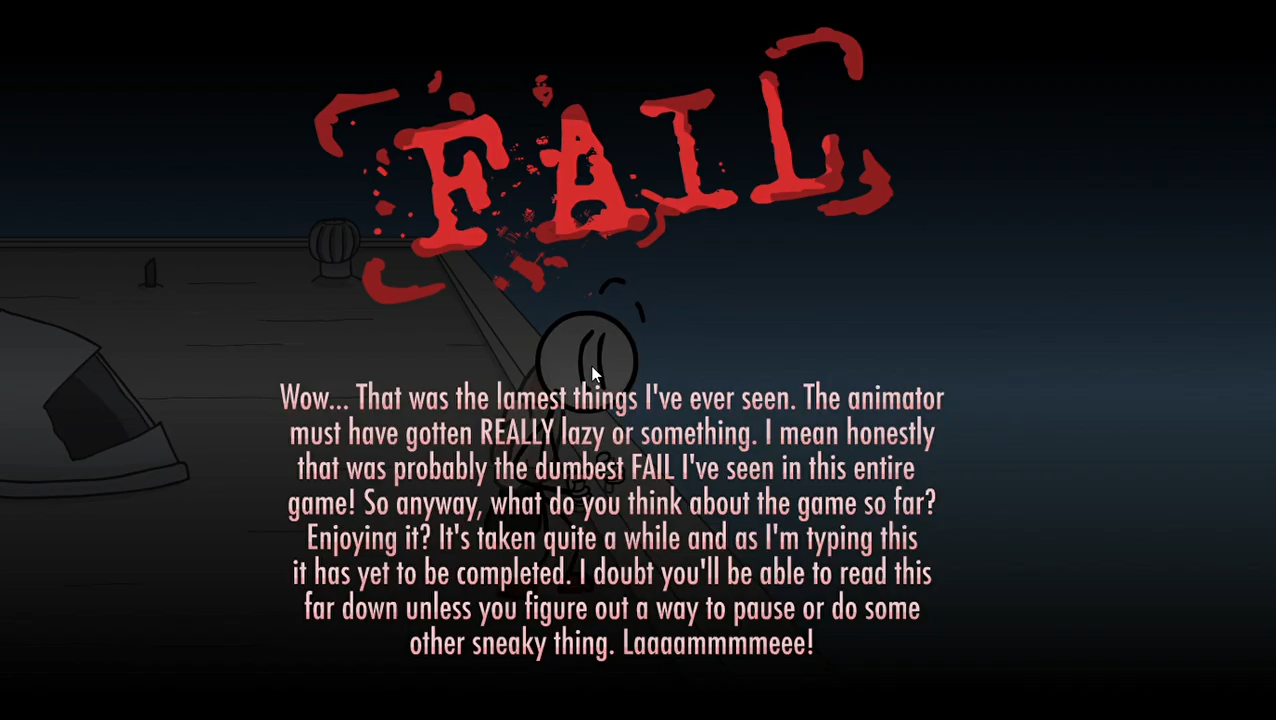 FAIL
Wow... That was the lamest things I've ever seen. The animator
must have gotten REALLY lazy or something. I mean honestly
that was probably the dumbest FAIL I've seen in this entire
game! So anyway, what do you think about the game so far?
Enjoying it? It's taken quite a while and as I'm typing this
it has yet to be completed. I doubt you'll be able to read this
far down unless you figure out a way to pause or do some
other sneaky thing. Laaaammmmeee!